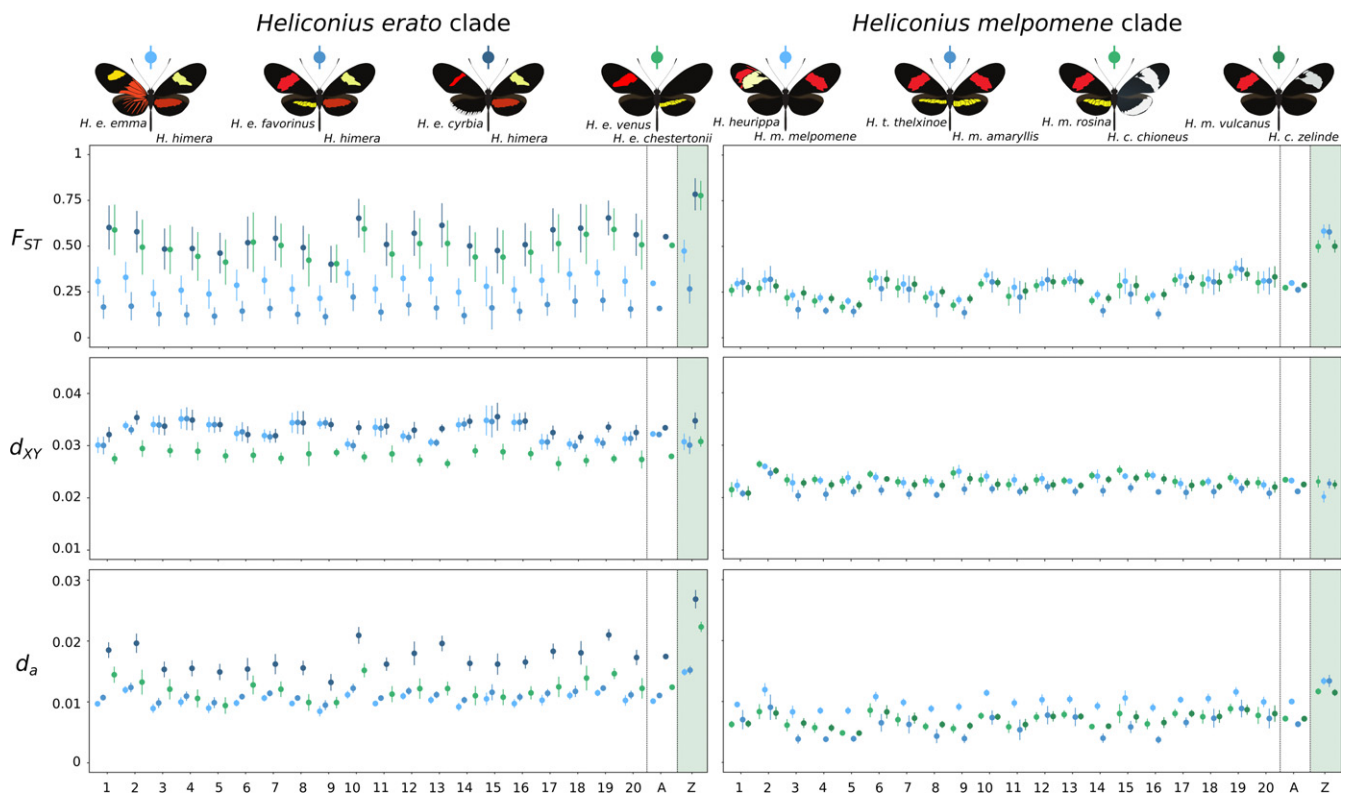 Heliconius erato clade
Heliconius melpomene clade
H. e. emma
H. himera
H. e. favorinus
H. himera
H. e. cyrbia
H. himera
H. e. venus
H. e. chestertonii
H. heurippa
H. m. melpomene
H. t. thelxinoe
H. m. amaryllis
H. m. rosina
H. c. chioneus
H. m. vulcanus
H. c. zelinde
F_ST
1
0.75
0.50
0.25
0
d_XY
0.04
0.03
0.02
0.01
d_a
0.03
0.02
0.01
0
1 2 3 4 5 6 7 8 9 10 11 12 13 14 15 16 17 18 19 20 A Z
1 2 3 4 5 6 7 8 9 10 11 12 13 14 15 16 17 18 19 20 A Z